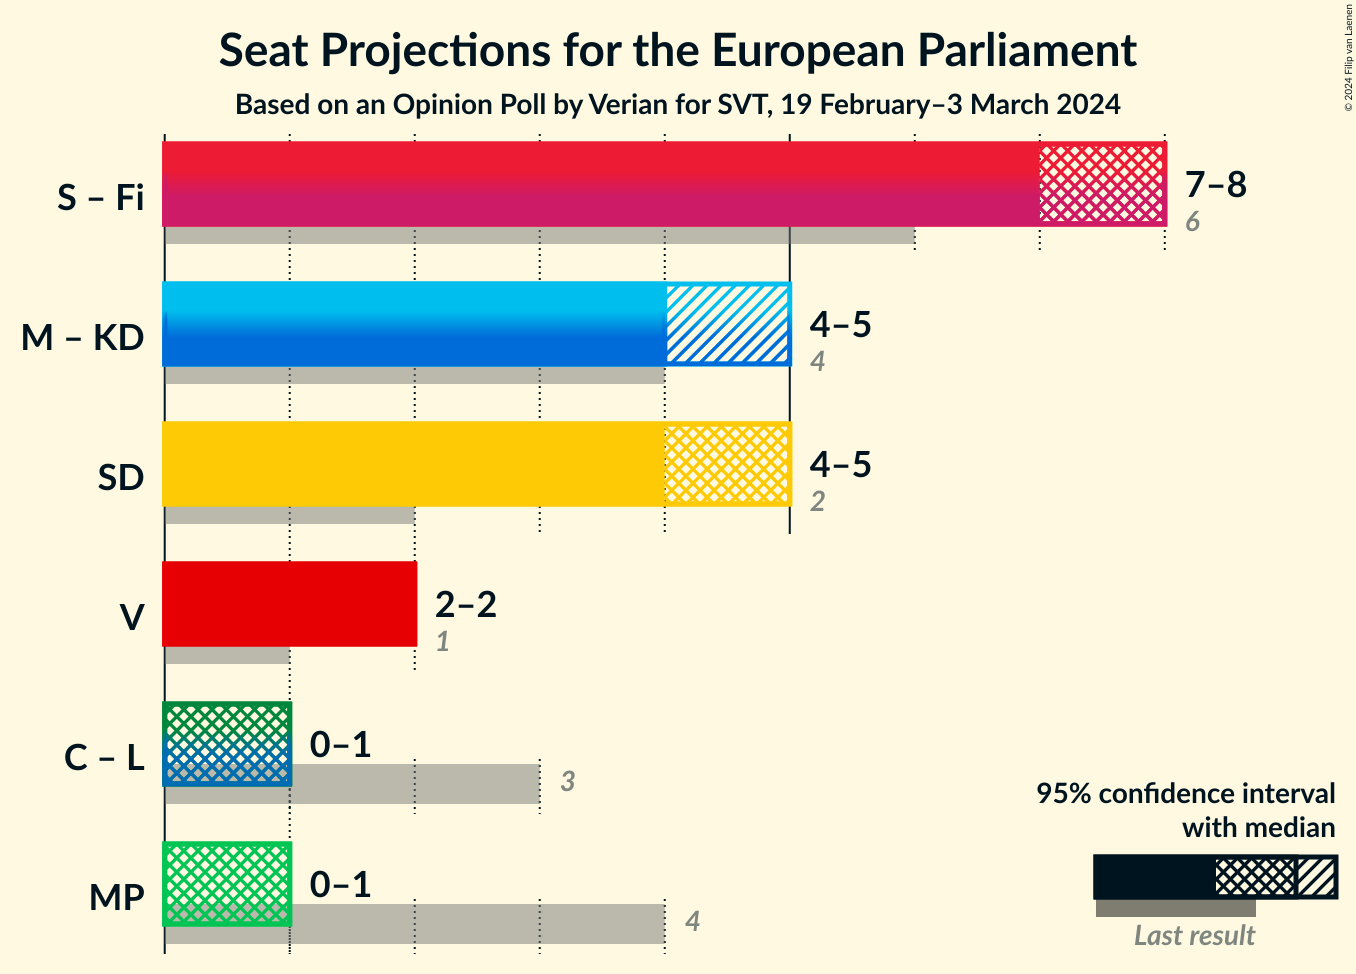 Seat Projections for the European Parliament
Based on an Opinion Poll by Verian for SVT, 19 February–3 March 2024
© 2024 Filip van Laenen
S – Fi
7–8
6
M – KD
4–5
4
SD
4–5
2
V
2–2
1
C – L
0–1
3
MP
0–1
4
95% confidence interval
with median
Last result